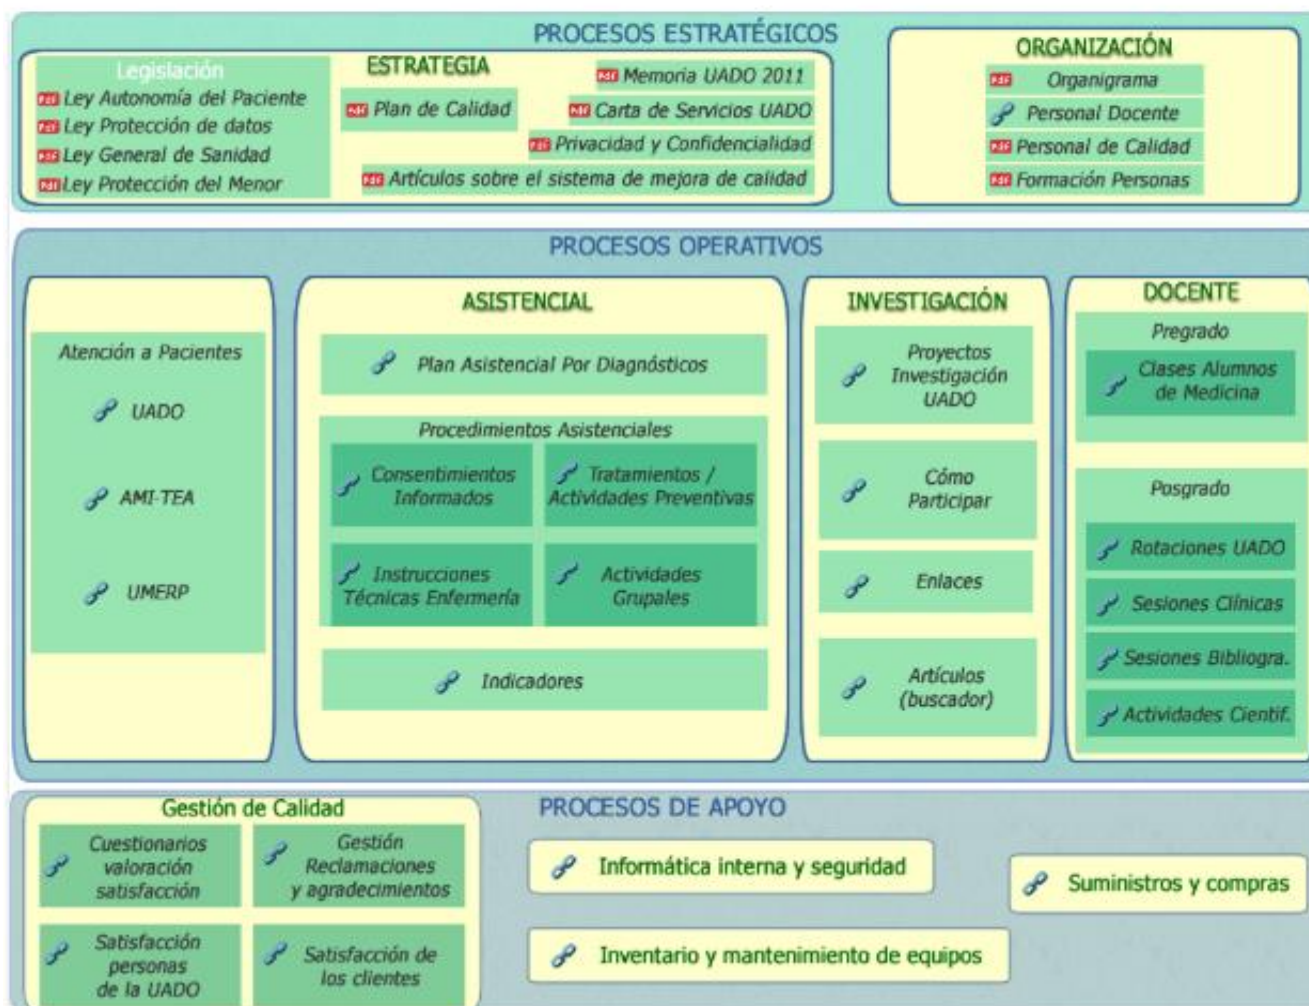 PROCESOS ESTRATÉGICOS
Legislación
Ley Autonomía del Paciente
Ley Protección de datos
Ley General de Sanidad
Ley Protección del Menor
ESTRATEGIA
Plan de Calidad
Memoria UADO 2011
Carta de Servicios UADO
Privacidad y Confidencialidad
Artículos sobre el sistema de mejora de calidad
ORGANIZACIÓN
Organigrama
Personal Docente
Personal de Calidad
Formación Personas
PROCESOS OPERATIVOS
Atención a Pacientes
UADO
AMI-TEA
UMERP
ASISTENCIAL
Plan Asistencial Por Diagnósticos
Procedimientos Asistenciales
Consentimientos
Informados
Tratamientos /
Actividades Preventivas
Instrucciones
Técnicas Enfermería
Actividades
Grupales
Indicadores
INVESTIGACIÓN
Proyectos
Investigación
UADO
Cómo
Participar
Enlaces
Artículos
(buscador)
DOCENTE
Pregrado
Clases Alumnos
de Medicina
Posgrado
Rotaciones UADO
Sesiones Clínicas
Sesiones Bibliogra.
Actividades Cientif.
PROCESOS DE APOYO
Gestión de Calidad
Cuestionarios
valoración
satisfacción
Gestión
Reclamaciones
y agradecimientos
Satisfacción
personas
de la UADO
Satisfacción de
los clientes
Informática interna y seguridad
Inventario y mantenimiento de equipos
Suministros y compras